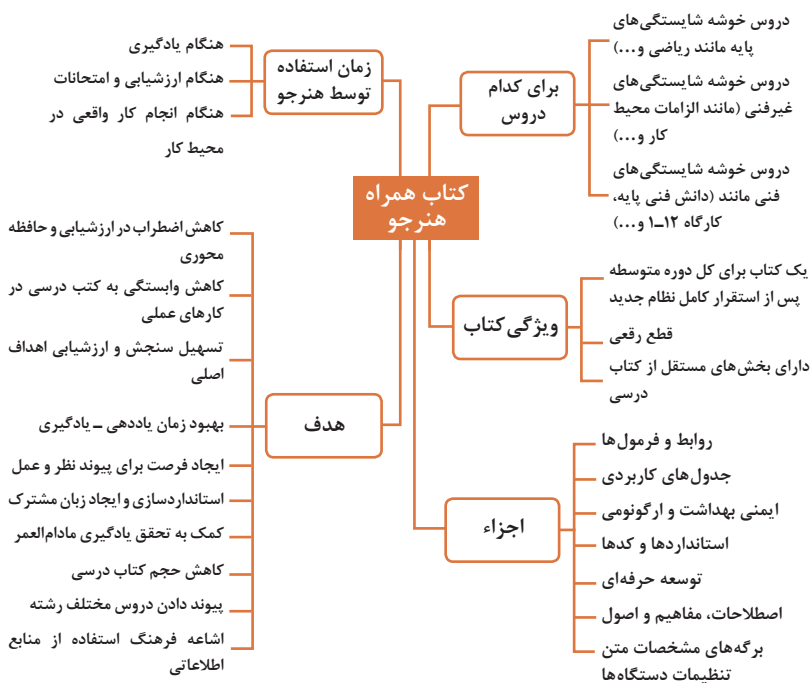 کتاب همراه
هنرجو
برای کدام
دروس
دروس خوشه شایستگی‌های
پایه مانند ریاضی و...)
دروس خوشه شایستگی‌های
غیرفنی (مانند الزامات محیط
کار و...)
دروس خوشه شایستگی‌های
فنی مانند (دانش فنی پایه،
کارگاه ۱۲ـ۱ و...)
ویژگی کتاب
یک کتاب برای کل دوره متوسطه
پس از استقرار کامل نظام جدید
قطع رقعی
دارای بخش‌های مستقل از کتاب
درسی
اجزاء
روابط و فرمول‌ها
جدول‌های کاربردی
ایمنی بهداشت و ارگونومی
استانداردها و کدها
توسعه حرفه‌ای
اصطلاحات، مفاهیم و اصول
برگه‌های مشخصات متن
تنظیمات دستگاه‌ها
زمان استفاده
توسط هنرجو
هنگام یادگیری
هنگام ارزشیابی و امتحانات
هنگام انجام کار واقعی در
محیط کار
هدف
کاهش اضطراب در ارزشیابی و حافظه
محوری
کاهش وابستگی به کتب درسی در
کارهای عملی
تسهیل سنجش و ارزشیابی اهداف
اصلی
بهبود زمان یاددهی ـ یادگیری
ایجاد فرصت برای پیوند نظر و عمل
استانداردسازی و ایجاد زبان مشترک
کمک به تحقق یادگیری مادام‌العمر
کاهش حجم کتاب درسی
پیوند دادن دروس مختلف رشته
اشاعه فرهنگ استفاده از منابع
اطلاعاتی